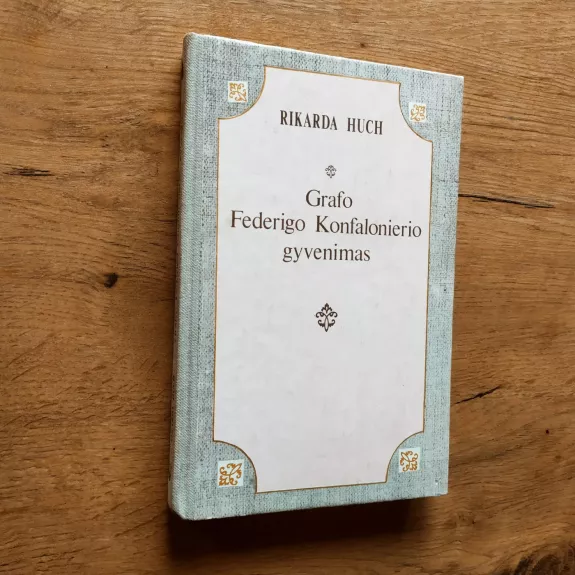 RIKARDA HUCH
Grafo
Federigo Konfalonierio
gyvenimas